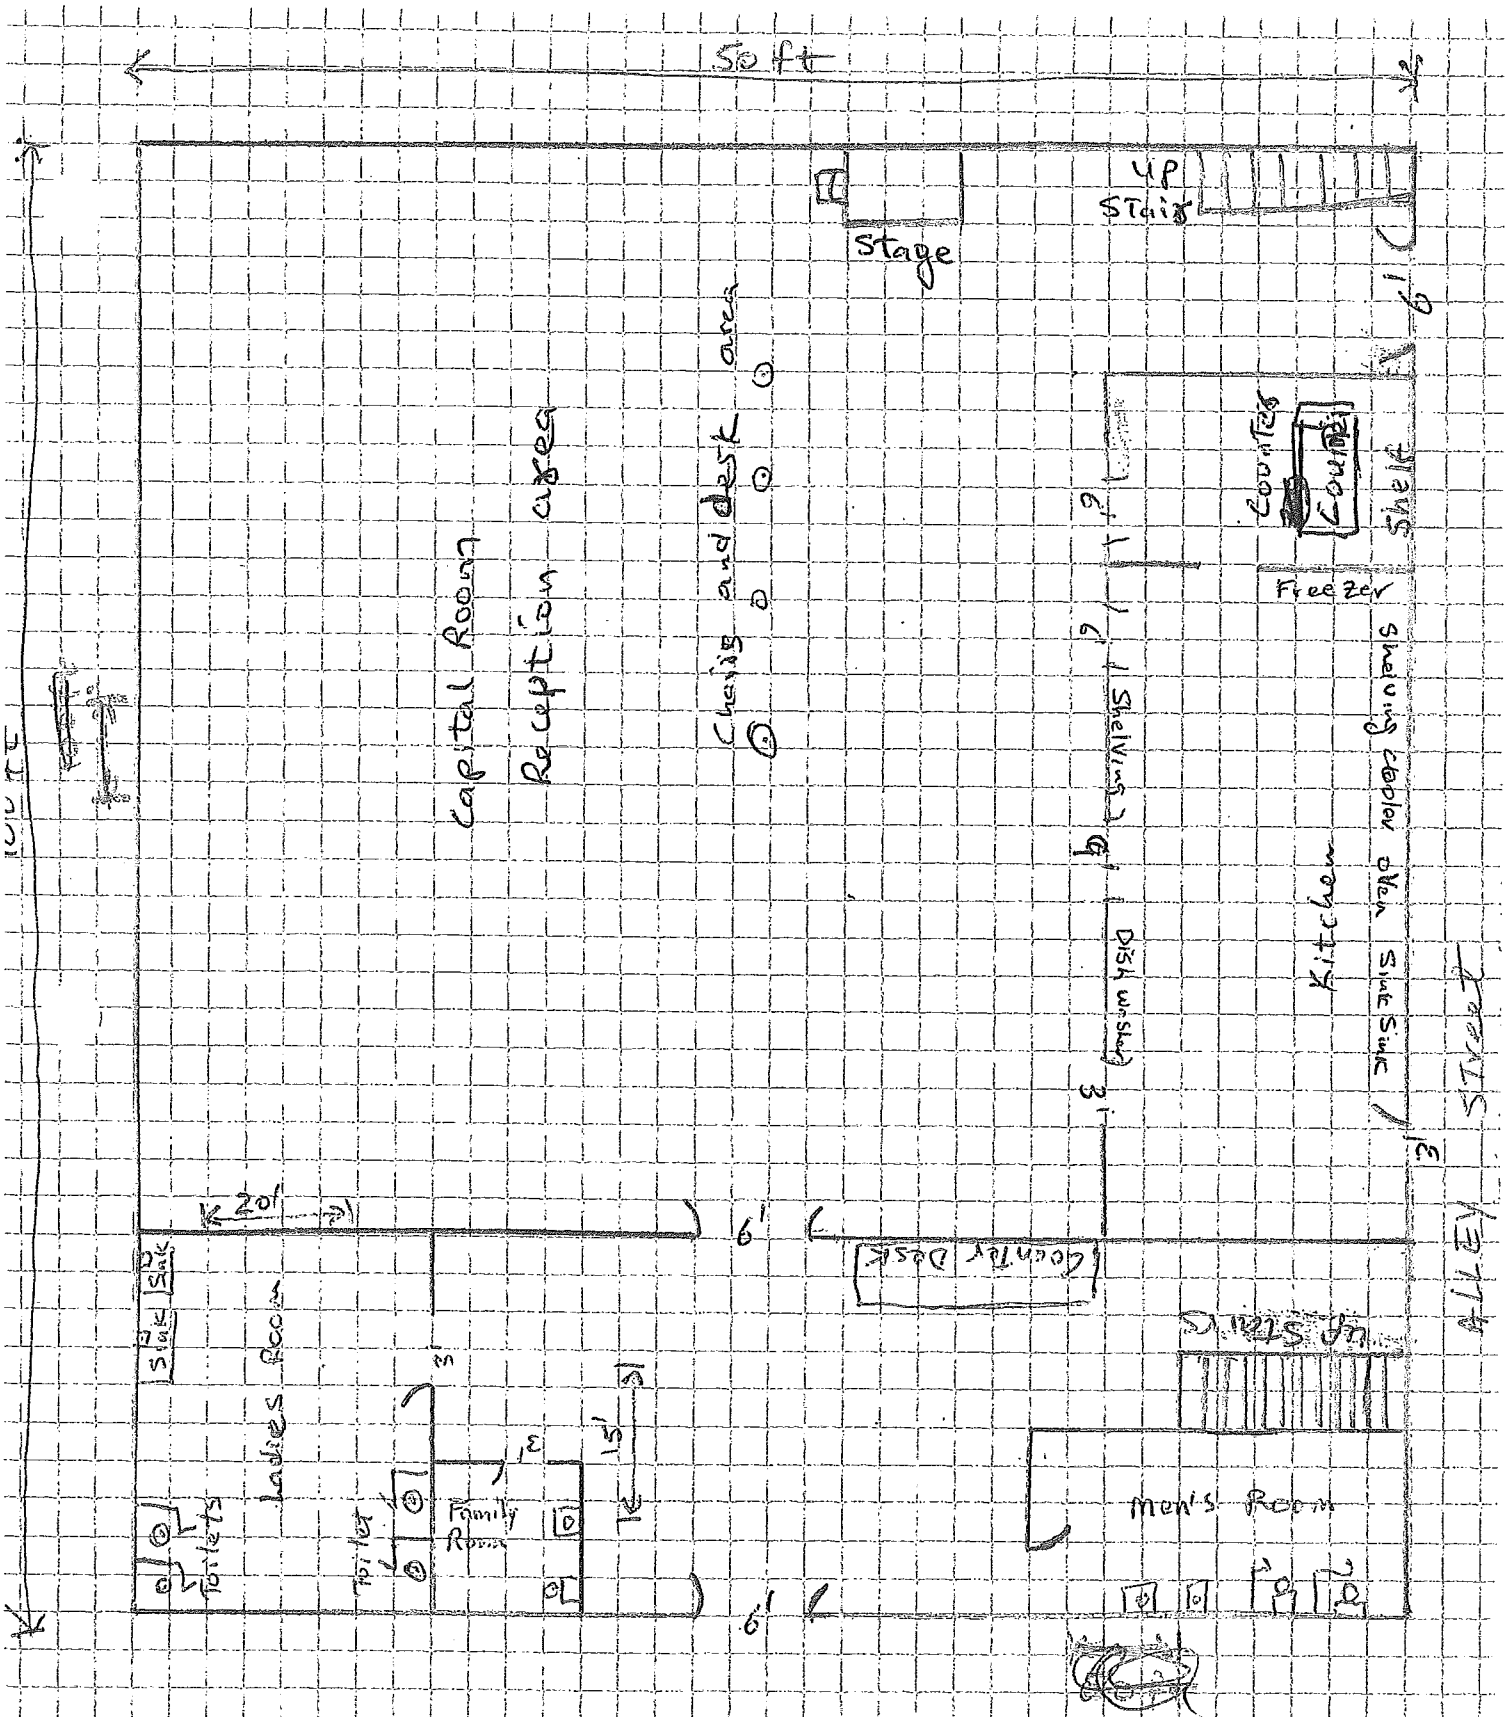 50 ft
100 FE
up
Stairs
Stage
6'
Capital Room
Reception area
Chairs and desk area
6'
Counter
Counter
Shelf
Freezer
6'
Shelving
6'
Dish washer
3'
Shelving cooler oven Sink Sink
Kitchen
3'
ALLEY Street
20'
Sink
Sink
Ladies Room
3'
6'
Counter Desk
up Stairs
15'
3'
Toilets
Toilet
Family
Room
Men's Room
6'